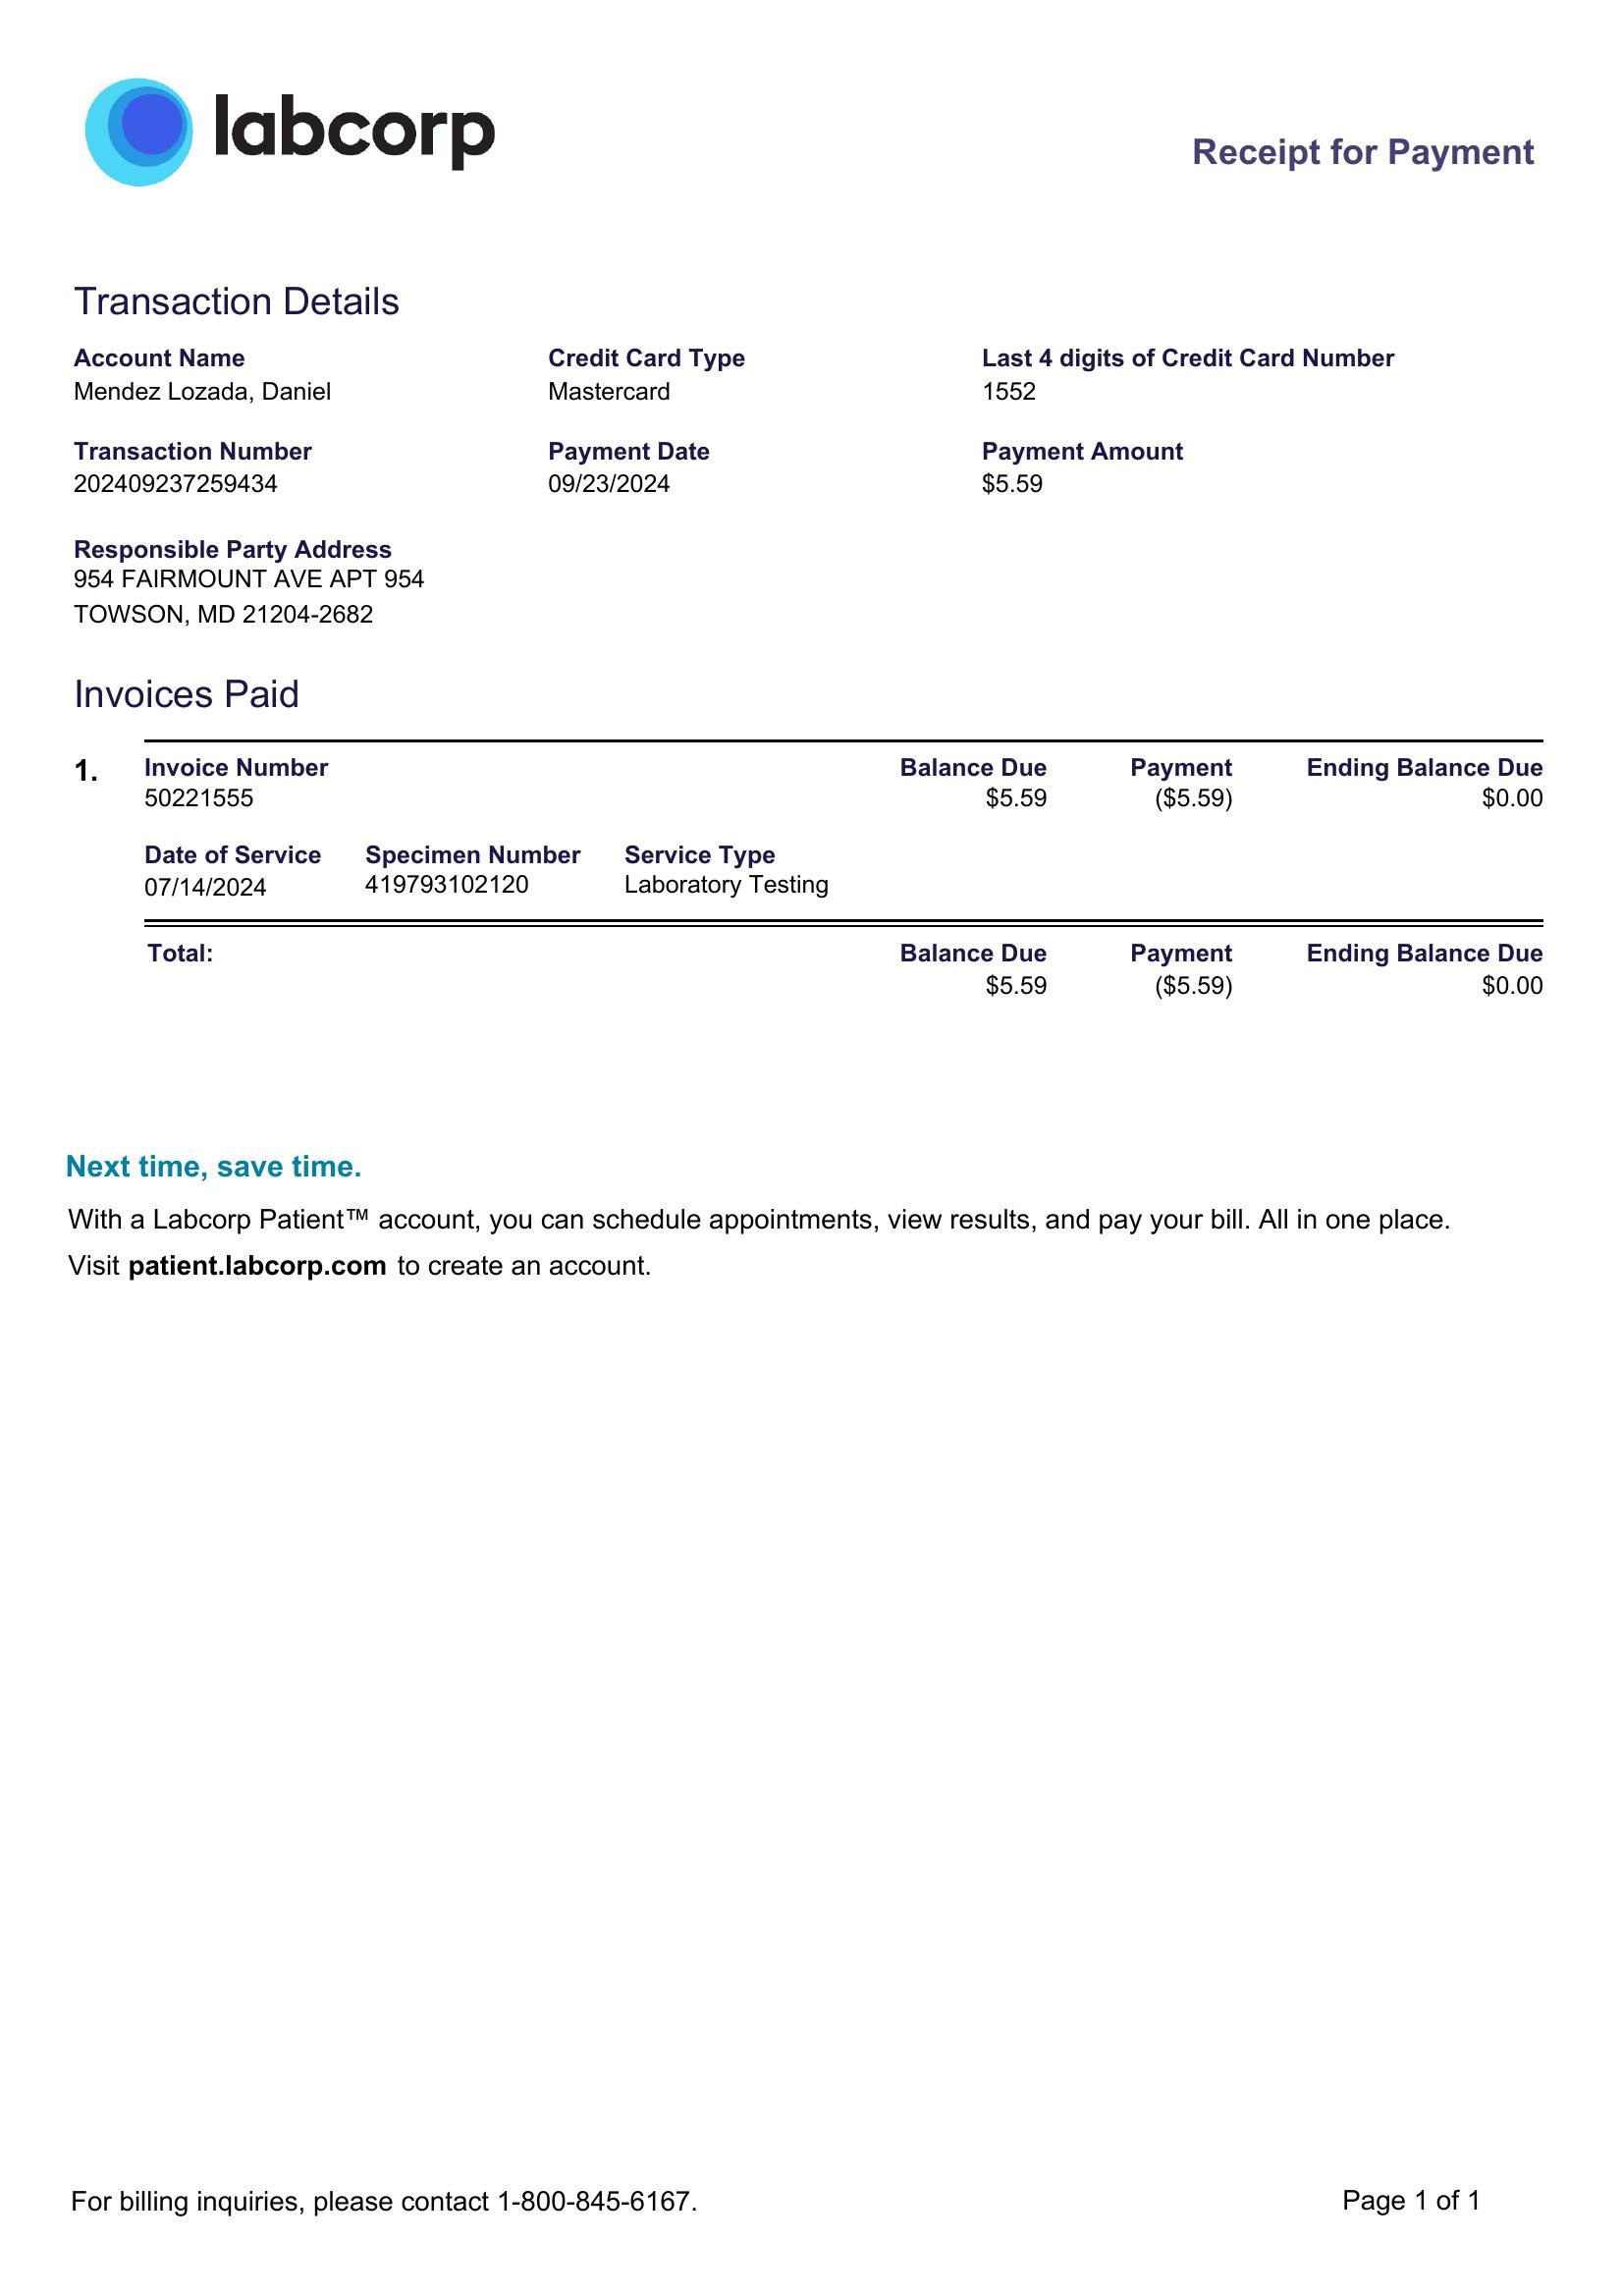 labcorp
Receipt for Payment
Transaction Details
Account Name Credit Card Type Last 4 digits of Credit Card Number
Mendez Lozada, Daniel Mastercard 1552
Transaction Number Payment Date Payment Amount
202409237259434 09/23/2024 $5.59
Responsible Party Address
954 FAIRMOUNT AVE APT 954
TOWSON, MD 21204-2682
Invoices Paid
1. Invoice Number Balance Due Payment Ending Balance Due
50221555 $5.59 ($5.59) $0.00
Date of Service Specimen Number Service Type
07/14/2024 419793102120 Laboratory Testing
Total: Balance Due Payment Ending Balance Due
$5.59 ($5.59) $0.00
Next time, save time.
With a Labcorp Patient™ account, you can schedule appointments, view results, and pay your bill. All in one place.
Visit patient.labcorp.com to create an account.
For billing inquiries, please contact 1-800-845-6167. Page 1 of 1